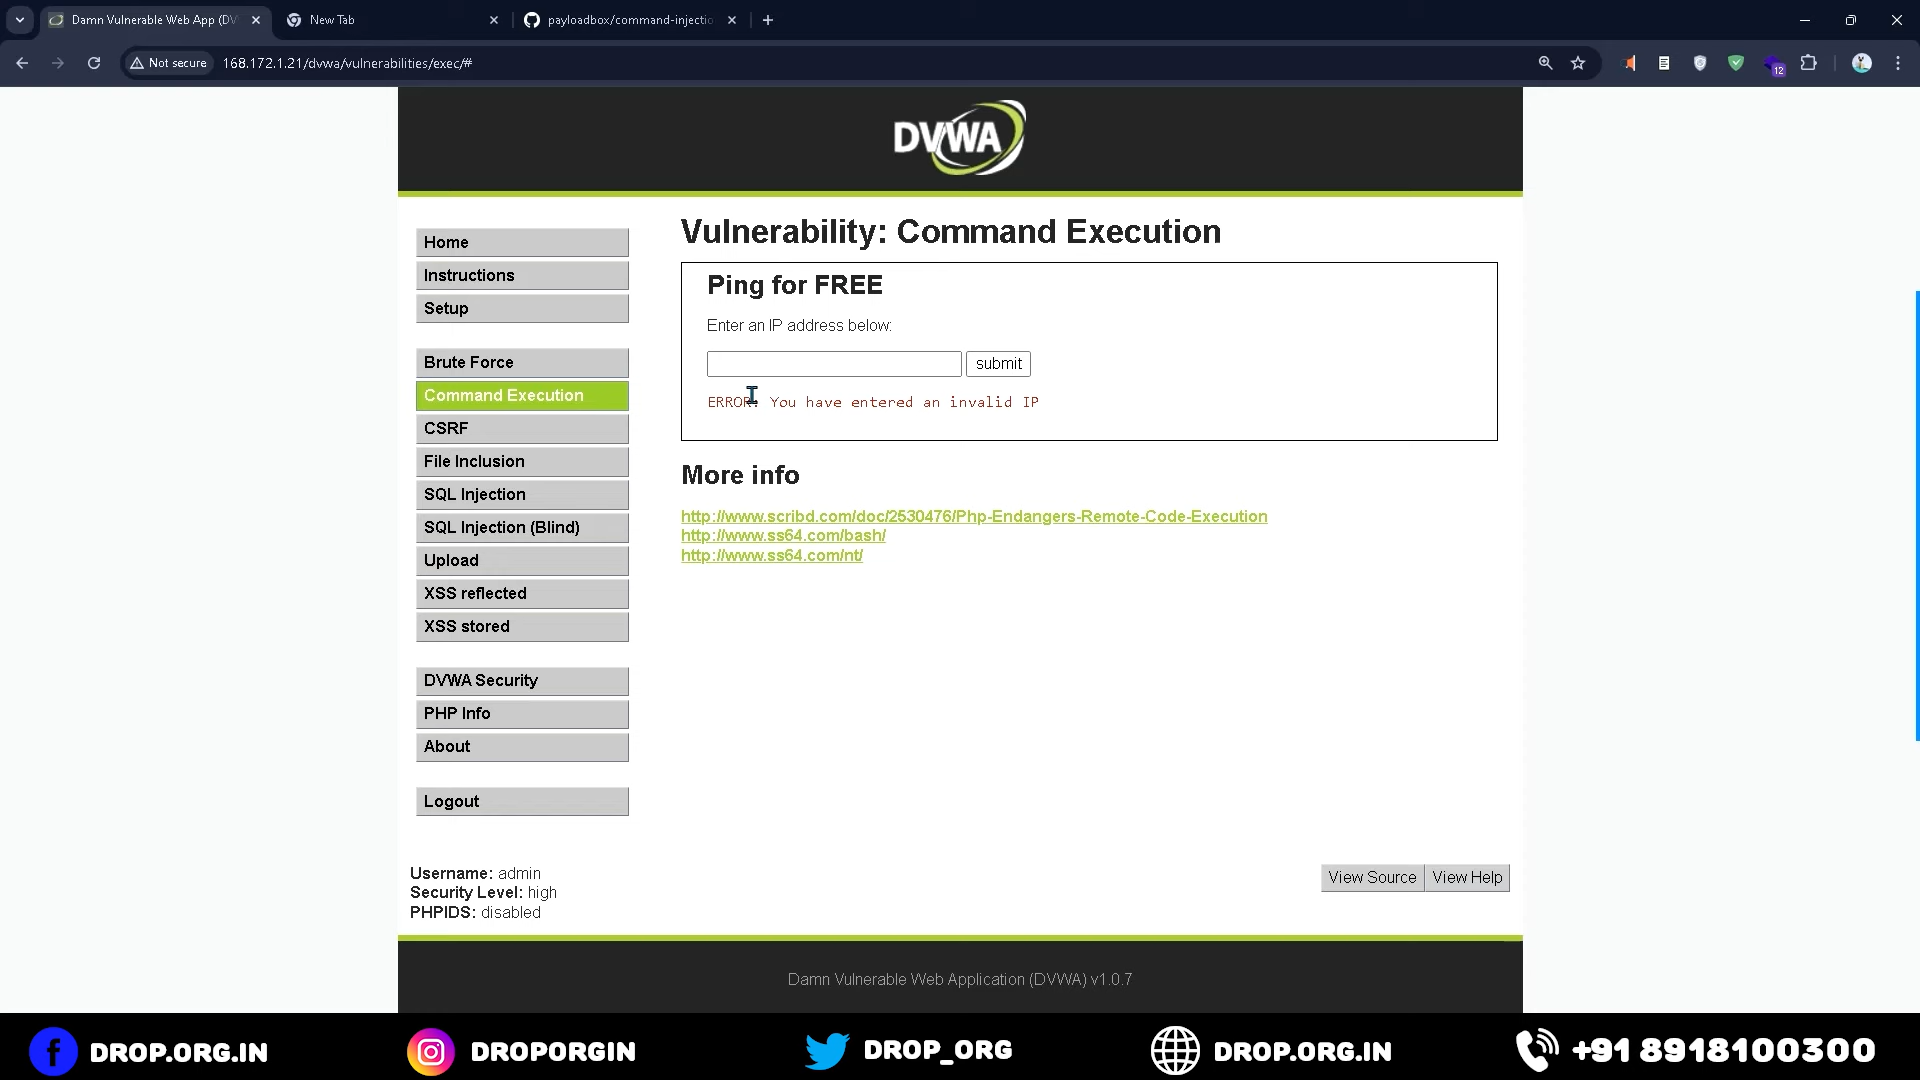 Damn Vulnerable Web App (DV
New Tab
payloadbox/command-injectio
Not secure
168.172.1.21/dvwa/vulnerabilities/exec/#
12
DVWA
Home
Instructions
Setup
Brute Force
Command Execution
CSRF
File Inclusion
SQL Injection
SQL Injection (Blind)
Upload
XSS reflected
XSS stored
DVWA Security
PHP Info
About
Logout
Vulnerability: Command Execution
Ping for FREE
Enter an IP address below:
submit
ERROR: You have entered an invalid IP
More info
http://www.scribd.com/doc/2530476/Php-Endangers-Remote-Code-Execution
http://www.ss64.com/bash/
http://www.ss64.com/nt/
Username: admin
Security Level: high
PHPIDS: disabled
View Source
View Help
Damn Vulnerable Web Application (DVWA) v1.0.7
DROP.ORG.IN
DROPORGIN
DROP_ORG
DROP.ORG.IN
+91 8918100300